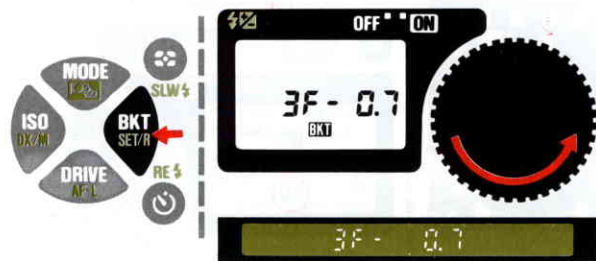 MODE
SLW
ISO
DX/M
BKT
SET/R
DRIVE
AF-L
RE
OFF ON
3F- 0.7
BKT
3F- 0.7